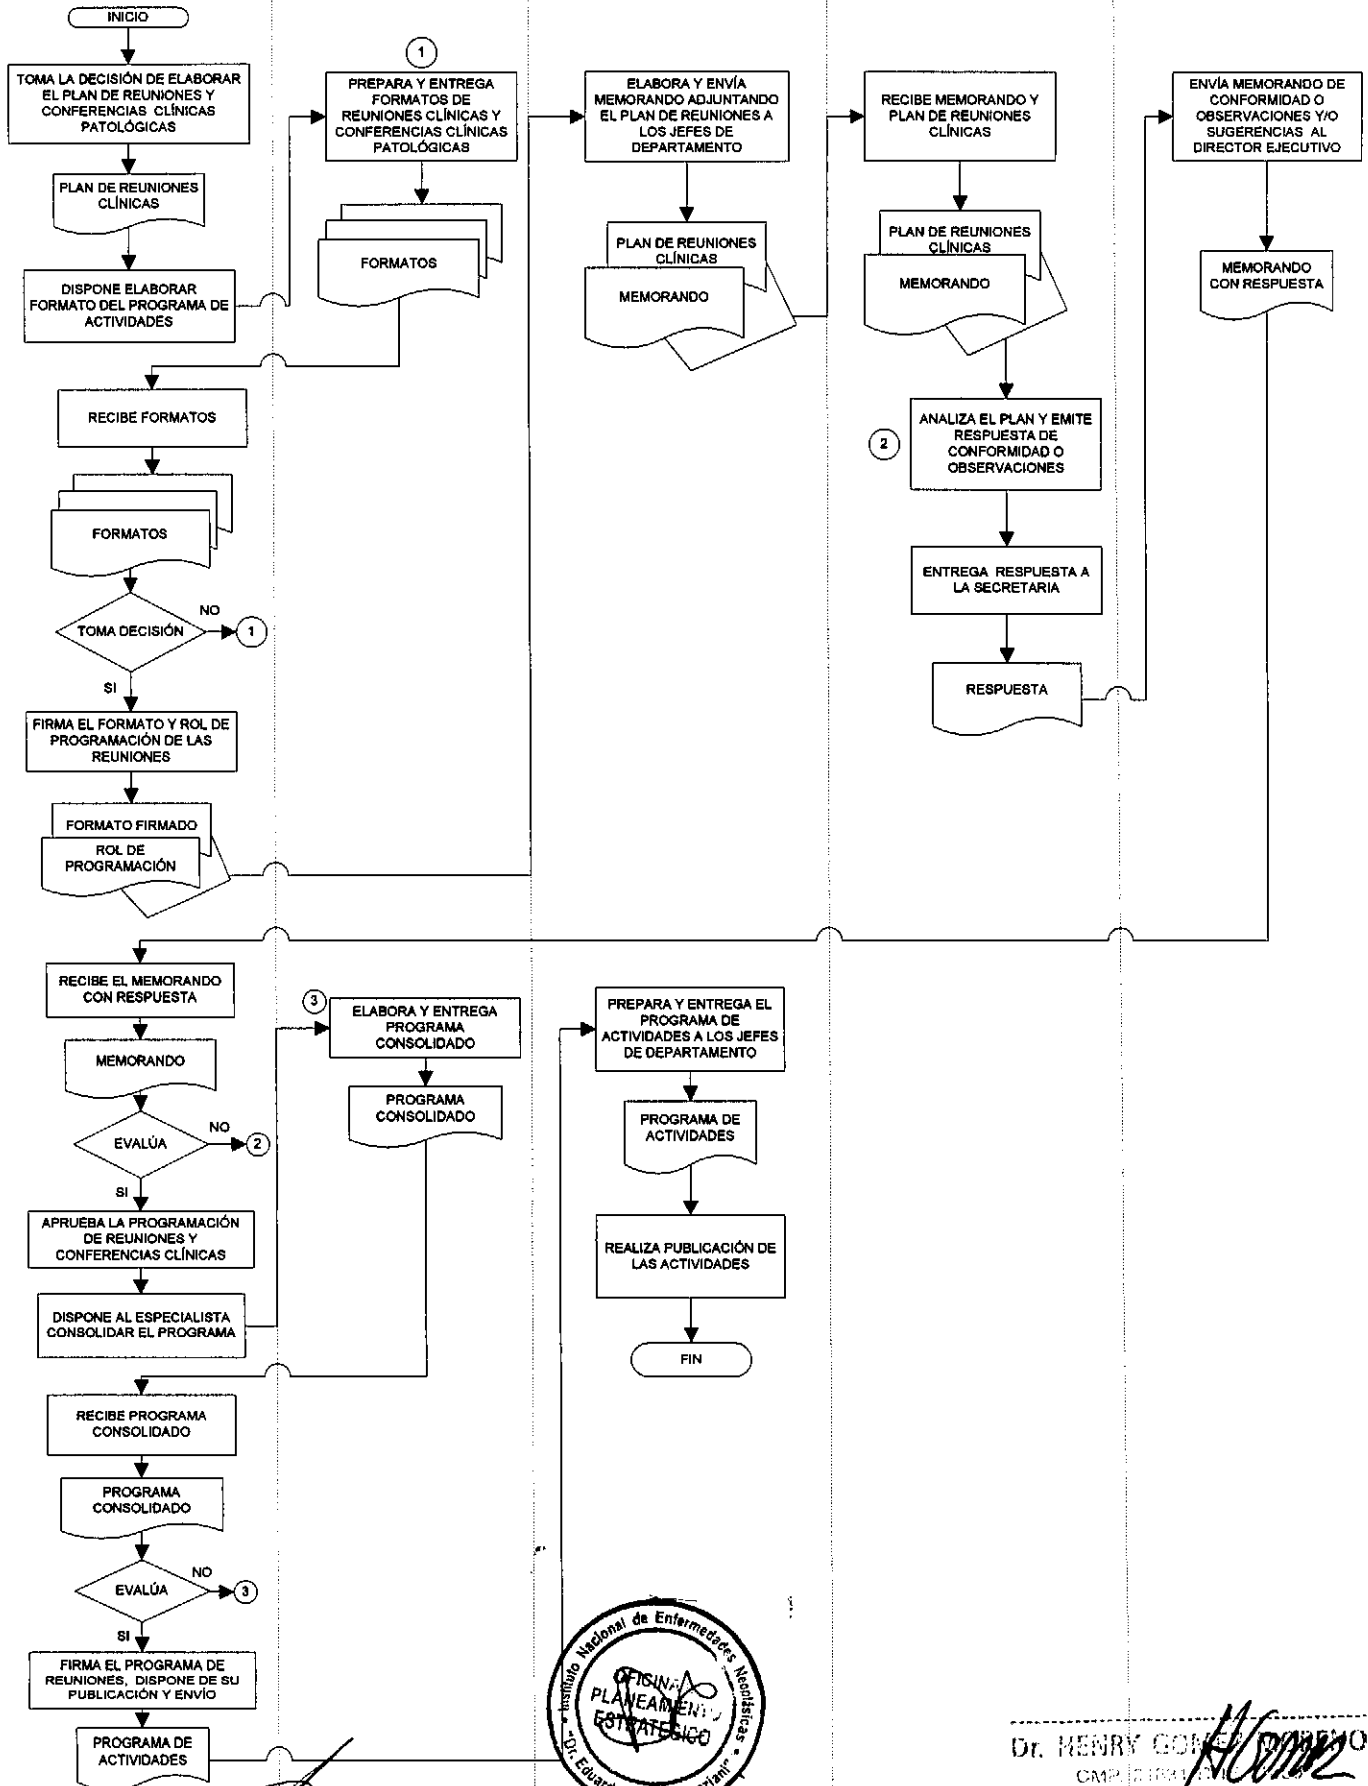 INICIO
TOMA LA DECISIÓN DE ELABORAR
EL PLAN DE REUNIONES Y
CONFERENCIAS CLÍNICAS
PATOLÓGICAS
PLAN DE REUNIONES
CLÍNICAS
DISPONE ELABORAR
FORMATO DEL PROGRAMA DE
ACTIVIDADES
1
PREPARA Y ENTREGA
FORMATOS DE
REUNIONES CLÍNICAS Y
CONFERENCIAS CLÍNICAS
PATOLÓGICAS
FORMATOS
RECIBE FORMATOS
FORMATOS
TOMA DECISIÓN
NO
1
SI
FIRMA EL FORMATO Y ROL DE
PROGRAMACIÓN DE LAS
REUNIONES
FORMATO FIRMADO
ROL DE
PROGRAMACIÓN
ELABORA Y ENVÍA
MEMORANDO ADJUNTANDO
EL PLAN DE REUNIONES A
LOS JEFES DE
DEPARTAMENTO
PLAN DE REUNIONES
CLÍNICAS
MEMORANDO
RECIBE MEMORANDO Y
PLAN DE REUNIONES
CLÍNICAS
PLAN DE REUNIONES
CLÍNICAS
MEMORANDO
2
ANALIZA EL PLAN Y EMITE
RESPUESTA DE
CONFORMIDAD O
OBSERVACIONES
ENTREGA RESPUESTA A
LA SECRETARIA
RESPUESTA
ENVÍA MEMORANDO DE
CONFORMIDAD O
OBSERVACIONES Y/O
SUGERENCIAS AL
DIRECTOR EJECUTIVO
MEMORANDO
CON RESPUESTA
RECIBE EL MEMORANDO
CON RESPUESTA
MEMORANDO
EVALÚA
NO
2
SI
APRUEBA LA PROGRAMACIÓN
DE REUNIONES Y
CONFERENCIAS CLÍNICAS
DISPONE AL ESPECIALISTA
CONSOLIDAR EL PROGRAMA
3
ELABORA Y ENTREGA
PROGRAMA
CONSOLIDADO
PROGRAMA
CONSOLIDADO
RECIBE PROGRAMA
CONSOLIDADO
PROGRAMA
CONSOLIDADO
EVALÚA
NO
3
SI
FIRMA EL PROGRAMA DE
REUNIONES, DISPONE DE SU
PUBLICACIÓN Y ENVÍO
PROGRAMA DE
ACTIVIDADES
PREPARA Y ENTREGA EL
PROGRAMA DE
ACTIVIDADES A LOS JEFES
DE DEPARTAMENTO
PROGRAMA DE
ACTIVIDADES
REALIZA PUBLICACIÓN DE
LAS ACTIVIDADES
FIN
Instituto Nacional de Enfermedades Neoplásicas
OFICINA
PLANEAMIENTO
ESTRATEGICO
"Dr. Eduardo
Dr. HENRY